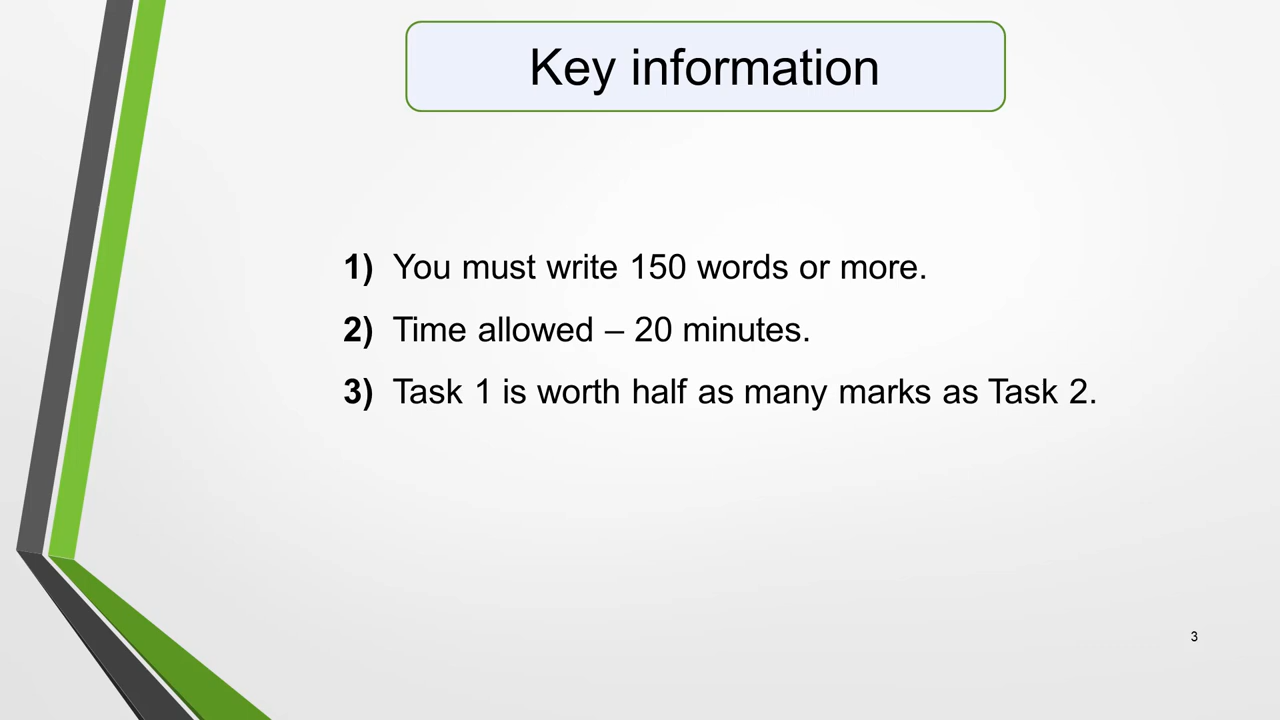 Key information
1) You must write 150 words or more.
2) Time allowed – 20 minutes.
3) Task 1 is worth half as many marks as Task 2.
3